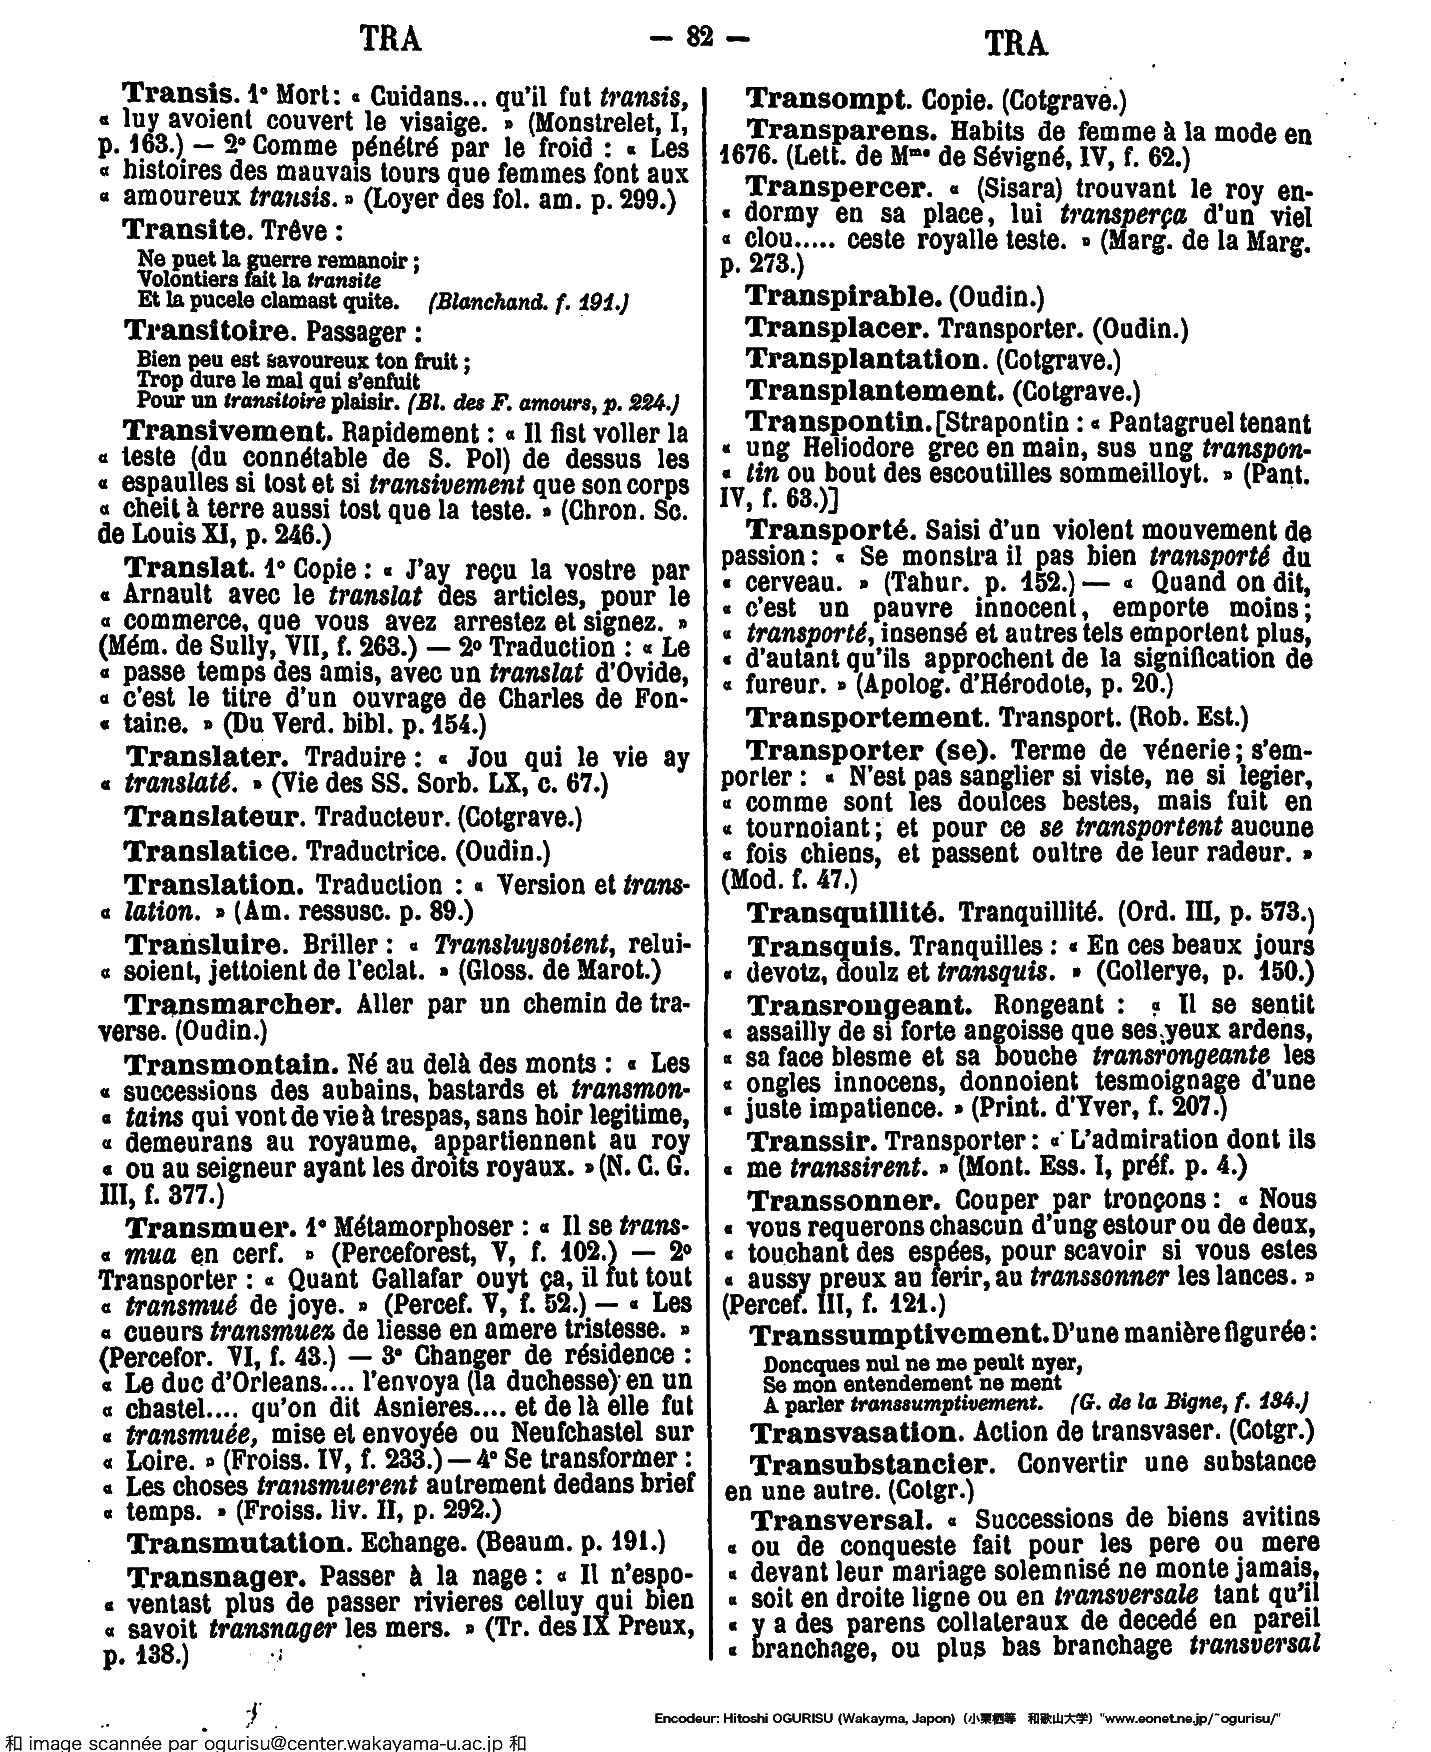 TRA — 82 — TRA
Transis. 1° Mort : « Cuidans... qu'il fut transis,
« luy avoient couvert le visaige. » (Monstrelet, I,
p. 163.) — 2° Comme pénétré par le froid : « Les
« histoires des mauvais tours que femmes font aux
« amoureux transis. » (Loyer des fol. am. p. 299.)
Transite. Trêve :
Ne puet la guerre remanoir ;
Volontiers fait la transite
Et la pucele clamast quite. (Blanchand. f. 191.)
Transitoire. Passager :
Bien peu est savoureux ton fruit ;
Trop dure le mal qui s'enfuit
Pour un transitoire plaisir. (Bl. des F. amours, p. 224.)
Transivement. Rapidement : « Il fist voller la
« teste (du connétable de S. Pol) de dessus les
« espaulles si tost et si transivement que son corps
« cheit à terre aussi tost que la teste. » (Chron. Sc.
de Louis XI, p. 246.)
Translat. 1° Copie : « J'ay reçu la vostre par
« Arnault avec le translat des articles, pour le
« commerce, que vous avez arrestez et signez. »
(Mém. de Sully, VII, f. 263.) — 2° Traduction : « Le
« passe temps des amis, avec un translat d'Ovide,
« c'est le titre d'un ouvrage de Charles de Fon-
« taine. » (Du Verd. bibl. p. 154.)
Translater. Traduire : « Jou qui le vie ay
« translaté. » (Vie des SS. Sorb. LX, c. 67.)
Translateur. Traducteur. (Cotgrave.)
Translatice. Traductrice. (Oudin.)
Translation. Traduction : « Version et trans-
« lation. » (Am. ressusc. p. 89.)
Transluire. Briller : « Transluysoient, relui-
« soient, jettoient de l'eclat. » (Gloss. de Marot.)
Transmarcher. Aller par un chemin de tra-
verse. (Oudin.)
Transmontain. Né au delà des monts : « Les
« successions des aubains, bastards et transmon-
« tains qui vont de vie à trespas, sans hoir legitime,
« demeurans au royaume, appartiennent au roy
« ou au seigneur ayant les droits royaux. » (N. C. G.
III, f. 377.)
Transmuer. 1° Métamorphoser : « Il se trans-
« mua en cerf. » (Perceforest, V, f. 102.) — 2°
Transporter : « Quant Gallafar ouyt ça, il fut tout
« transmué de joye. » (Percef. V, f. 52.) — « Les
« cueurs transmuez de liesse en amere tristesse. »
(Percefor. VI, f. 43.) — 3° Changer de résidence :
« Le duc d'Orleans.... l'envoya (la duchesse) en un
« chastel.... qu'on dit Asnieres.... et de là elle fut
« transmuée, mise et envoyée ou Neufchastel sur
« Loire. » (Froiss. IV, f. 233.) — 4° Se transformer :
« Les choses transmuerent autrement dedans brief
« temps. » (Froiss. liv. II, p. 292.)
Transmutation. Echange. (Beaum. p. 191.)
Transnager. Passer à la nage : « Il n'espo-
« ventast plus de passer rivieres celluy qui bien
« savoit transnager les mers. » (Tr. des IX Preux,
p. 138.)
Transompt. Copie. (Cotgrave.)
Transparens. Habits de femme à la mode en
1676. (Lett. de Mme de Sévigné, IV, f. 62.)
Transpercer. « (Sisara) trouvant le roy en-
« dormy en sa place, lui transperça d'un viel
« clou..... ceste royalle teste. » (Marg. de la Marg.
p. 273.)
Transpirable. (Oudin.)
Transplacer. Transporter. (Oudin.)
Transplantation. (Cotgrave.)
Transplantement. (Cotgrave.)
Transpontin. [Strapontin : « Pantagruel tenant
« ung Heliodore grec en main, sus ung transpon-
« tin ou bout des escoutilles sommeilloyt. » (Pant.
IV, f. 63.)]
Transporté. Saisi d'un violent mouvement de
passion : « Se monstra il pas bien transporté du
« cerveau. » (Tahur. p. 152.) — « Quand on dit,
« c'est un pauvre innocent, emporte moins ;
« transporté, insensé et autres tels emportent plus,
« d'autant qu'ils approchent de la signification de
« fureur. » (Apolog. d'Hérodote, p. 20.)
Transportement. Transport. (Rob. Est.)
Transporter (se). Terme de vénerie ; s'em-
porter : « N'est pas sanglier si viste, ne si legier,
« comme sont les doulces bestes, mais fuit en
« tournoiant ; et pour ce se transportent aucune
« fois chiens, et passent oultre de leur radeur. »
(Mod. f. 47.)
Transquillité. Tranquillité. (Ord. III, p. 573.)
Transquis. Tranquilles : « En ces beaux jours
« devotz, doulz et transquis. » (Collerye, p. 150.)
Transrongeant. Rongeant : « Il se sentit
« assailly de si forte angoisse que ses yeux ardens,
« sa face blesme et sa bouche transrongeante les
« ongles innocens, donnoient tesmoignage d'une
« juste impatience. » (Print. d'Yver, f. 207.)
Transsir. Transporter : « L'admiration dont ils
« me transsirent. » (Mont. Ess. I, préf. p. 4.)
Transsonner. Couper par tronçons : « Nous
« vous requerons chascun d'ung estour ou de deux,
« touchant des espées, pour scavoir si vous estes
« aussy preux au ferir, au transsonner les lances. »
(Percef. III, f. 121.)
Transsumptivement. D'une manière figurée :
Doncques nul ne me peult nyer,
Se mon entendement ne ment
A parler transsumptivement. (G. de la Bigne, f. 134.)
Transvasation. Action de transvaser. (Cotgr.)
Transubstancier. Convertir une substance
en une autre. (Cotgr.)
Transversal. « Successions de biens avitins
« ou de conqueste fait pour les pere ou mere
« devant leur mariage solemnisé ne monte jamais,
« soit en droite ligne ou en transversale tant qu'il
« y a des parens collateraux de decedé en pareil
« branchage, ou plus bas branchage transversal
Encodeur: Hitoshi OGURISU (Wakayma, Japon) (小栗栖等 和歌山大学) "www.eonet.ne.jp/~ogurisu/"
和 image scannée par ogurisu@center.wakayama-u.ac.jp 和